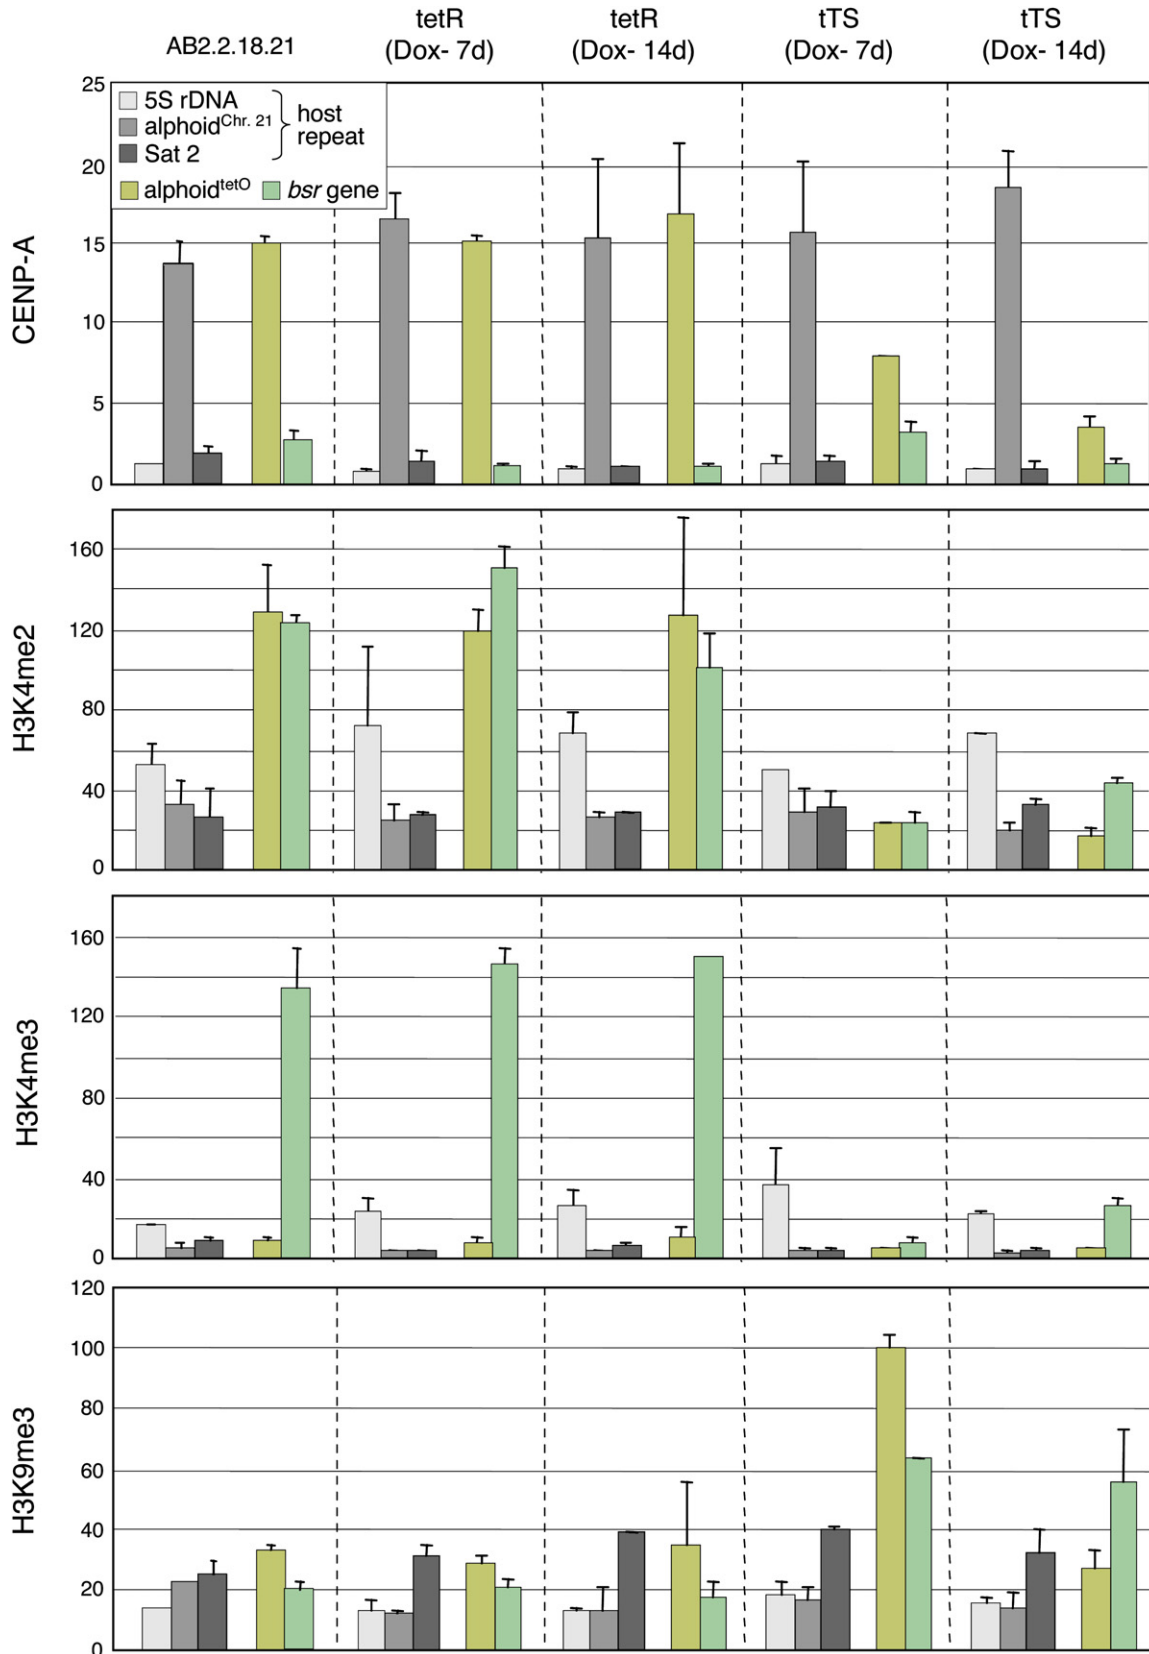 AB2.2.18.21
tetR
(Dox- 7d)
tetR
(Dox- 14d)
tTS
(Dox- 7d)
tTS
(Dox- 14d)
5S rDNA
alphoidChr. 21
Sat 2
host
repeat
alphoidtetO
bsr gene
CENP-A
25
20
15
10
5
0
H3K4me2
160
120
80
40
0
H3K4me3
160
120
80
40
0
H3K9me3
120
100
80
60
40
20
0